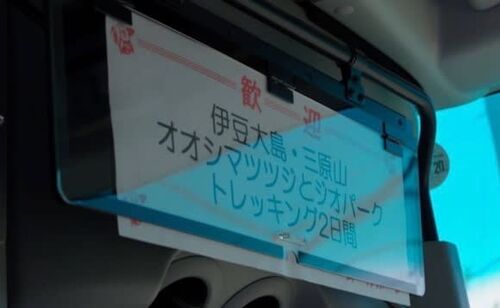 歓迎
伊豆大島・三原山
オオシマツツジとジオパーク
トレッキング2日間
20